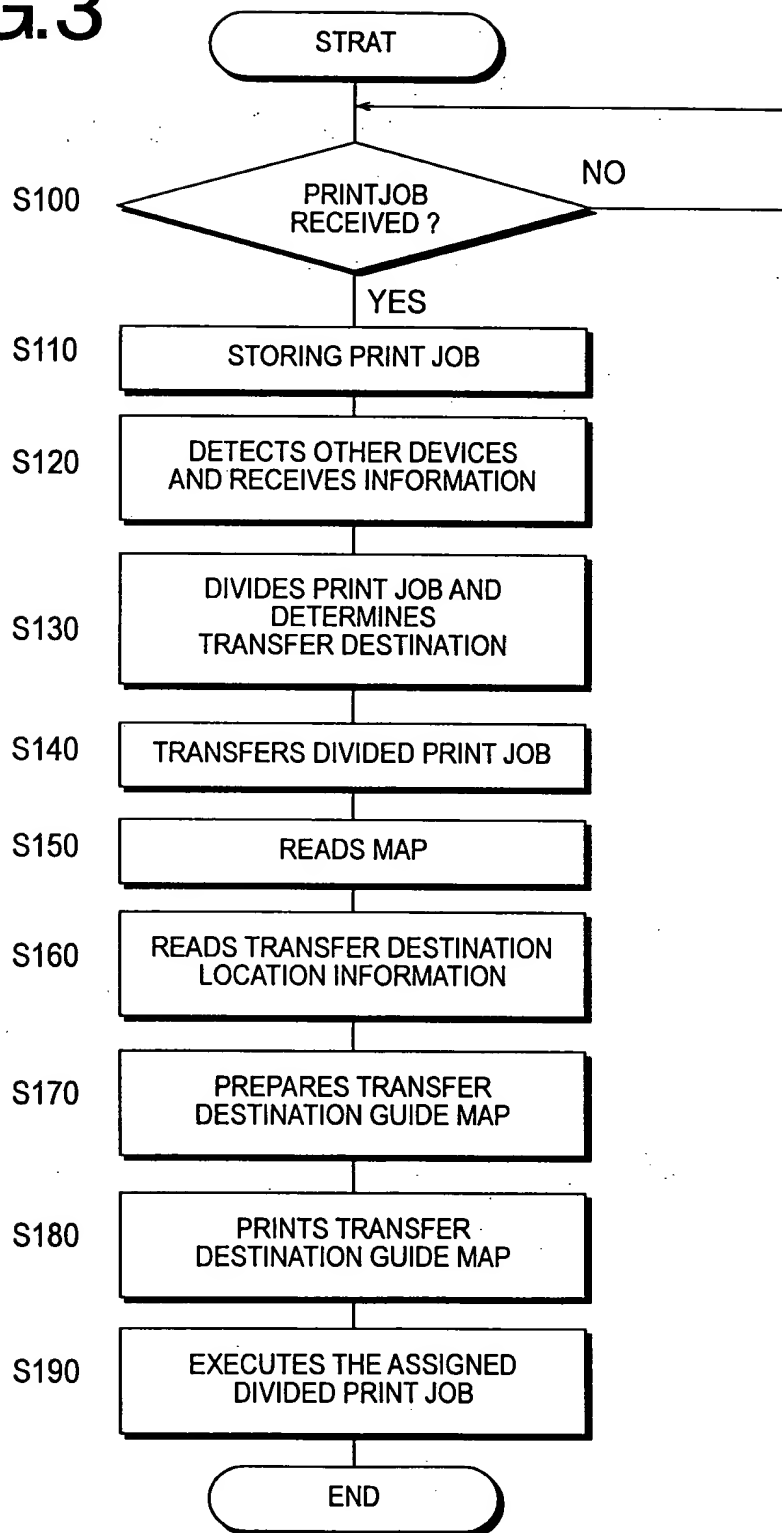 G.3
STRAT
S100
PRINTJOB
RECEIVED ?
NO
YES
S110
STORING PRINT JOB
S120
DETECTS OTHER DEVICES
AND RECEIVES INFORMATION
S130
DIVIDES PRINT JOB AND
DETERMINES
TRANSFER DESTINATION
S140
TRANSFERS DIVIDED PRINT JOB
S150
READS MAP
S160
READS TRANSFER DESTINATION
LOCATION INFORMATION
S170
PREPARES TRANSFER
DESTINATION GUIDE MAP
S180
PRINTS TRANSFER
DESTINATION GUIDE MAP
S190
EXECUTES THE ASSIGNED
DIVIDED PRINT JOB
END